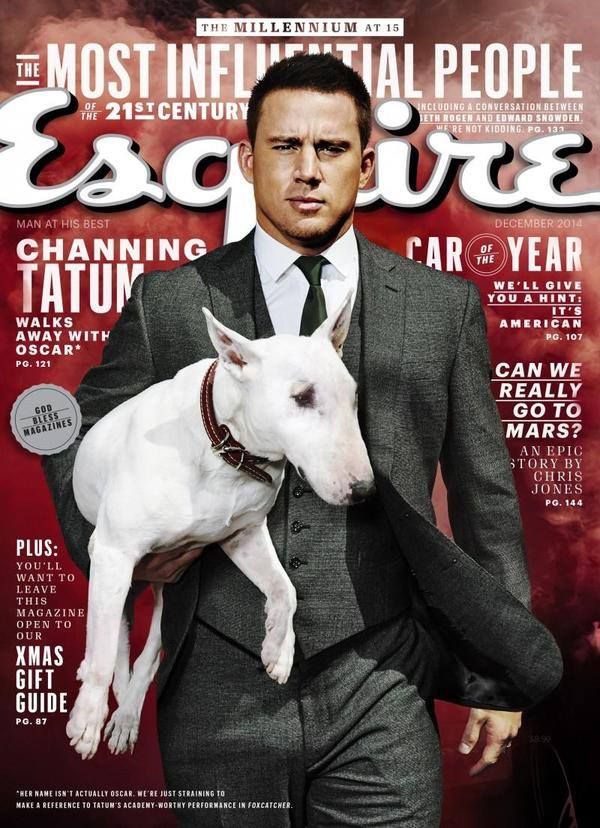 THE MILLENNIUM AT 15
THE MOST INFLUENTIAL PEOPLE
OF THE 21ST CENTURY
INCLUDING A CONVERSATION BETWEEN
SETH ROGEN AND EDWARD SNOWDEN.
WE'RE NOT KIDDING. PG. 133
Esquire
MAN AT HIS BEST
DECEMBER 2014
CHANNING
TATUM
WALKS
AWAY WITH
OSCAR*
PG. 121
CAR OF THE YEAR
WE'LL GIVE
YOU A HINT:
IT'S
AMERICAN
PG. 107
CAN WE
REALLY
GO TO
MARS?
AN EPIC
STORY BY
CHRIS
JONES
PG. 144
GOD
BLESS
MAGAZINES
PLUS:
YOU'LL
WANT TO
LEAVE
THIS
MAGAZINE
OPEN TO
OUR
XMAS
GIFT
GUIDE
PG. 87
$8.99
*HER NAME ISN'T ACTUALLY OSCAR. WE'RE JUST STRAINING TO
MAKE A REFERENCE TO TATUM'S ACADEMY-WORTHY PERFORMANCE IN FOXCATCHER.